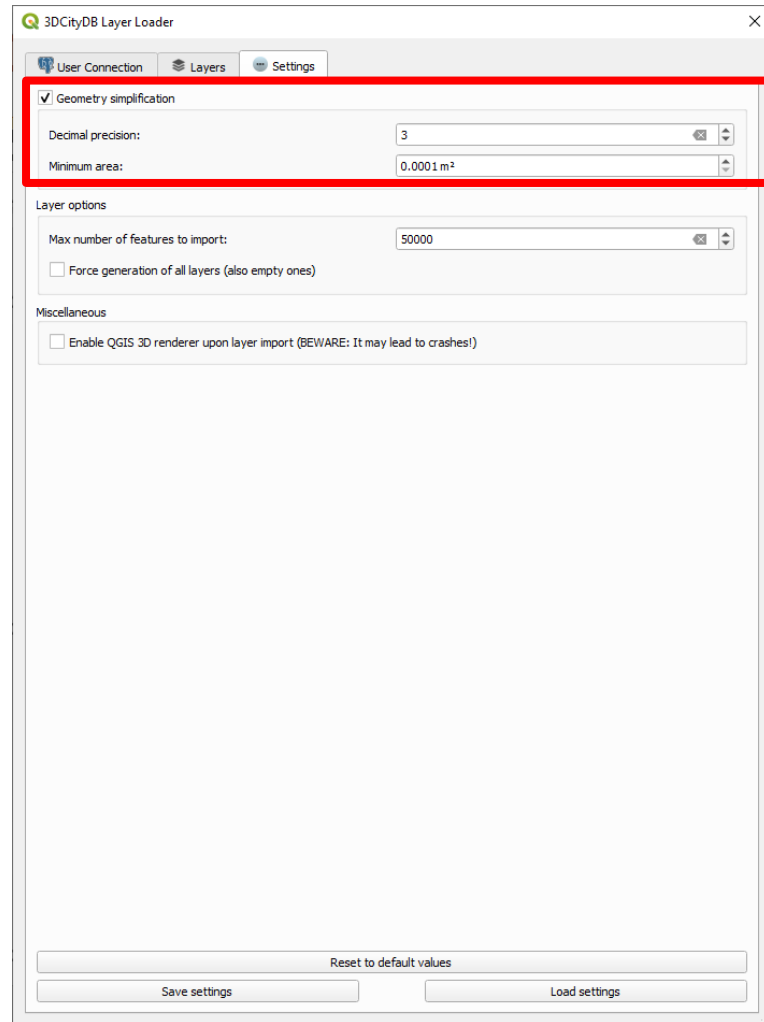 3DCityDB Layer Loader
User Connection Layers Settings
Geometry simplification
Decimal precision: 3
Minimum area: 0.0001 m²
Layer options
Max number of features to import: 50000
Force generation of all layers (also empty ones)
Miscellaneous
Enable QGIS 3D renderer upon layer import (BEWARE: It may lead to crashes!)
Reset to default values
Save settings Load settings